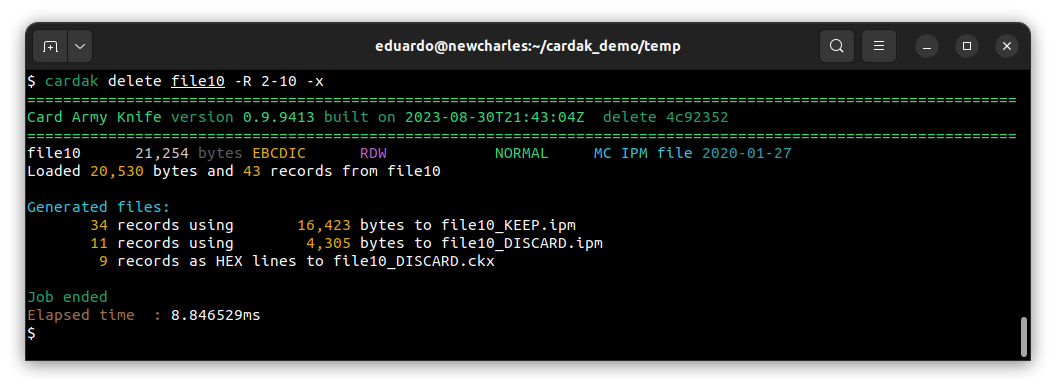 eduardo@newcharles:~/cardak_demo/temp
$ cardak delete file10 -R 2-10 -x
==============================================================================================================
Card Army Knife version 0.9.9413 built on 2023-08-30T21:43:04Z  delete 4c92352
==============================================================================================================
file10      21,254 bytes EBCDIC      RDW            NORMAL     MC IPM file 2020-01-27
Loaded 20,530 bytes and 43 records from file10
Generated files:
       34 records using       16,423 bytes to file10_KEEP.ipm
       11 records using        4,305 bytes to file10_DISCARD.ipm
        9 records as HEX lines to file10_DISCARD.ckx
Job ended
Elapsed time  : 8.846529ms
$